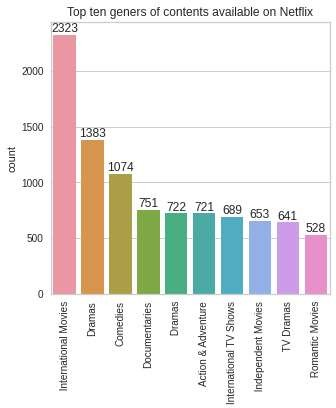 Top ten geners of contents available on Netflix
2323
1383
1074
751
722
721
689
653
641
528
2000
1500
1000
500
0
count
International Movies
Dramas
Comedies
Documentaries
Dramas
Action & Adventure
International TV Shows
Independent Movies
TV Dramas
Romantic Movies